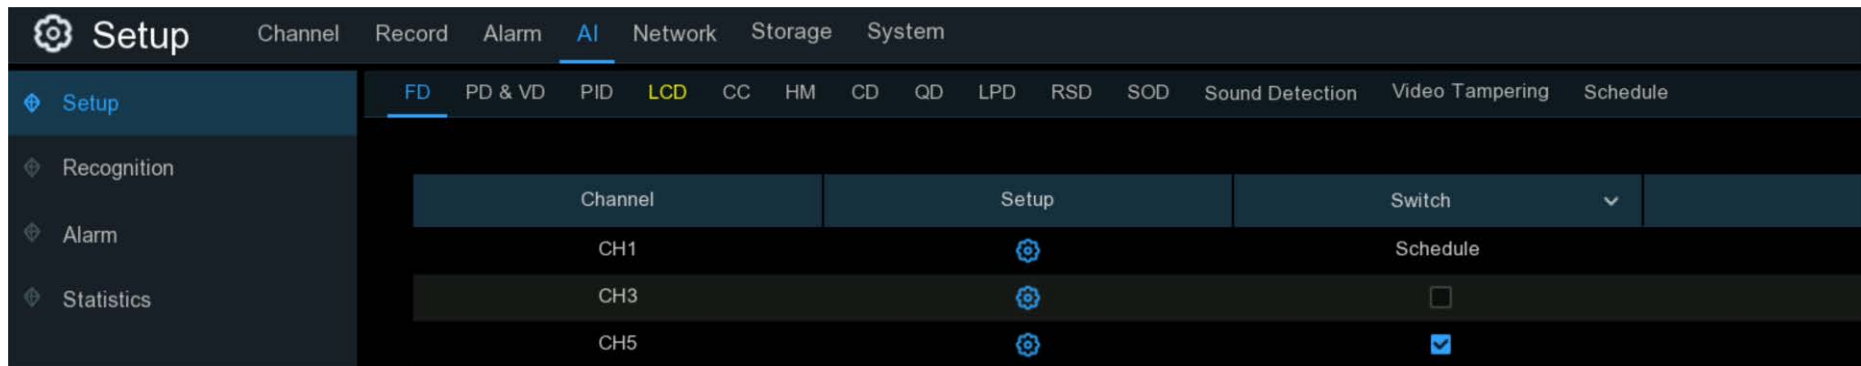 Setup Channel Record Alarm AI Network Storage System
Setup
Recognition
Alarm
Statistics
FD PD & VD PID LCD CC HM CD QD LPD RSD SOD Sound Detection Video Tampering Schedule
Channel Setup Switch
CH1 Schedule
CH3
CH5